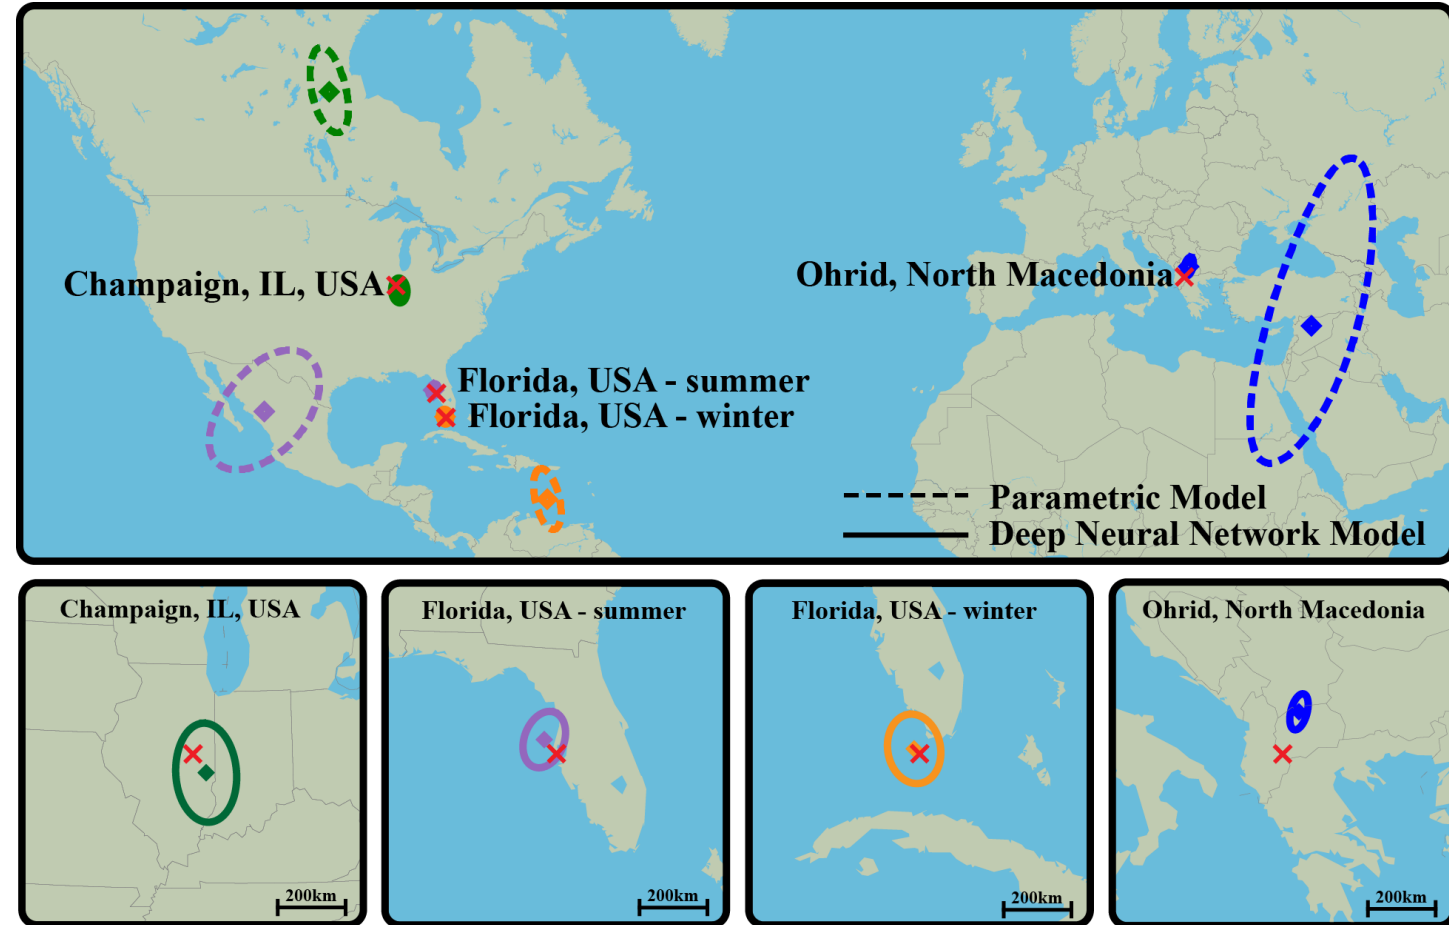 Champaign, IL, USA
Ohrid, North Macedonia
Florida, USA - summer
Florida, USA - winter
Parametric Model
Deep Neural Network Model
Champaign, IL, USA
200km
Florida, USA - summer
200km
Florida, USA - winter
200km
Ohrid, North Macedonia
200km